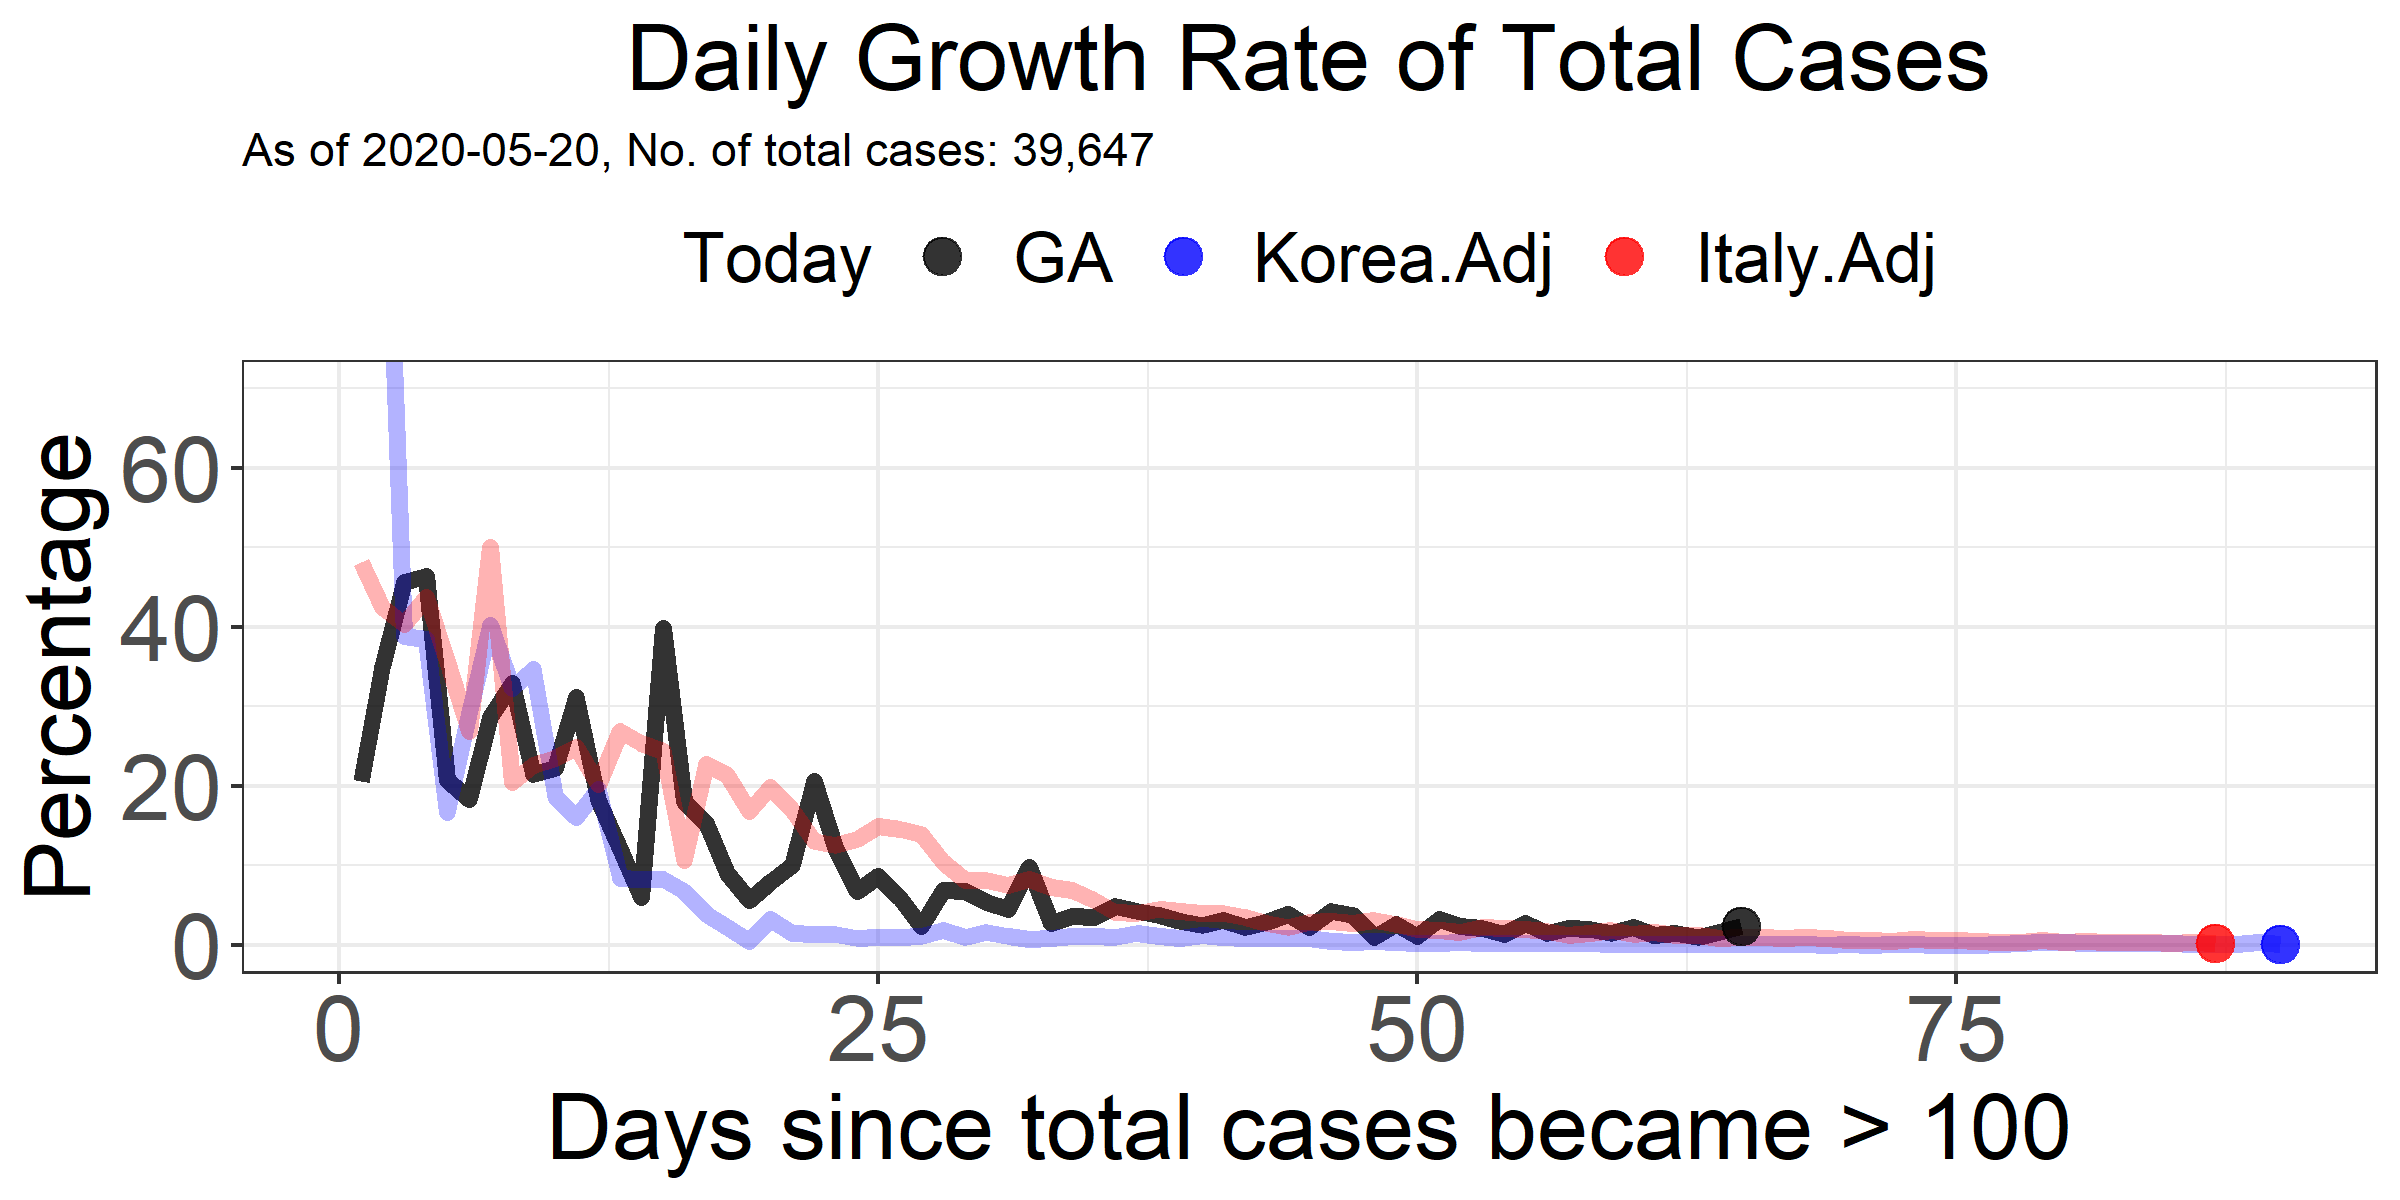 Daily Growth Rate of Total Cases
As of 2020-05-20, No. of total cases: 39,647
Today GA Korea.Adj Italy.Adj
Percentage
60
40
20
0
0 25 50 75
Days since total cases became > 100